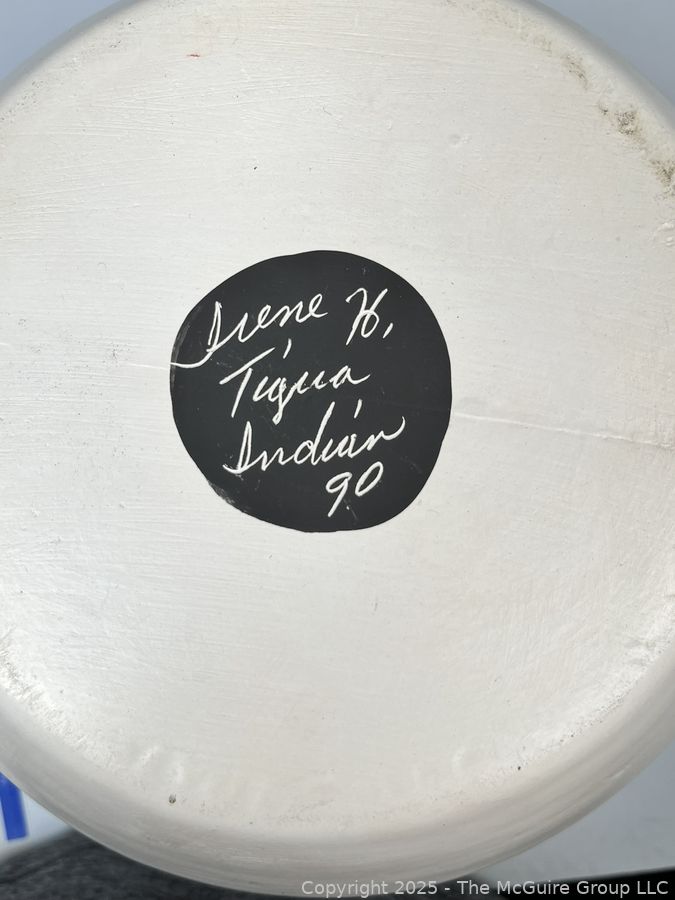 Irene H,
Tigua
Indian
90
Copyright 2025 - The McGuire Group LLC